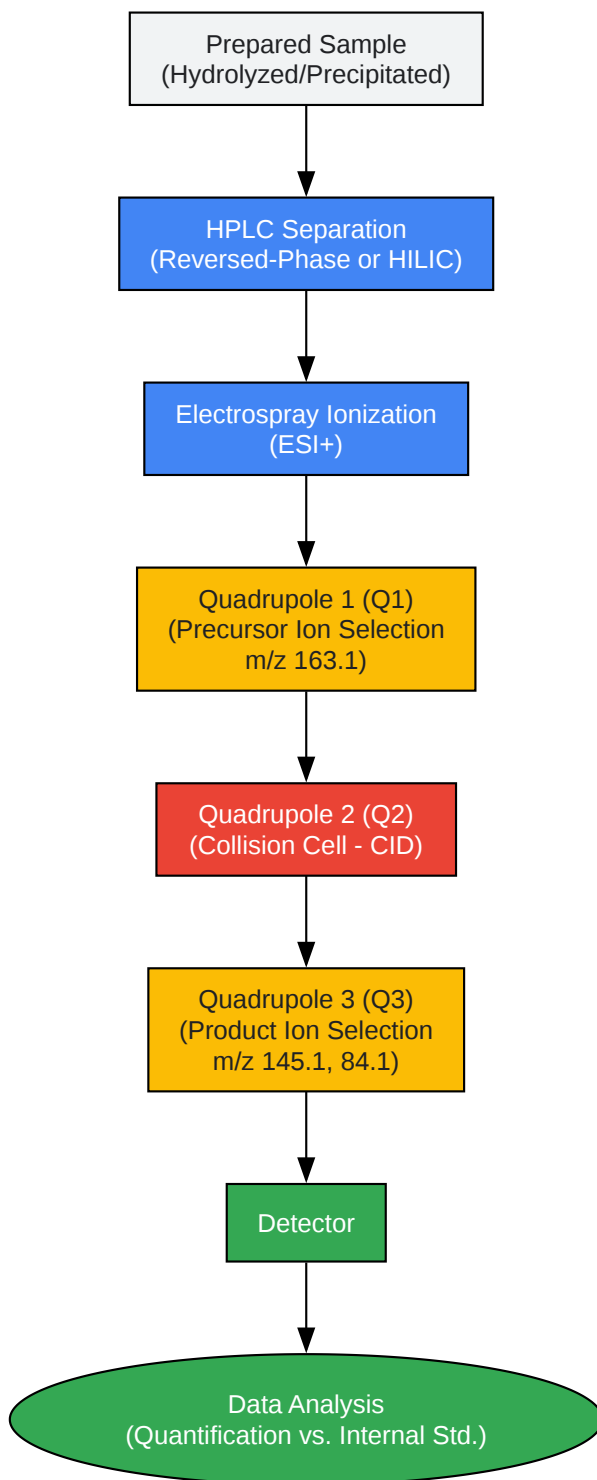 Prepared Sample
(Hydrolyzed/Precipitated)
HPLC Separation
(Reversed-Phase or HILIC)
Electrospray Ionization
(ESI+)
Quadrupole 1 (Q1)
(Precursor Ion Selection
m/z 163.1)
Quadrupole 2 (Q2)
(Collision Cell - CID)
Quadrupole 3 (Q3)
(Product Ion Selection
m/z 145.1, 84.1)
Detector
Data Analysis
(Quantification vs. Internal Std.)